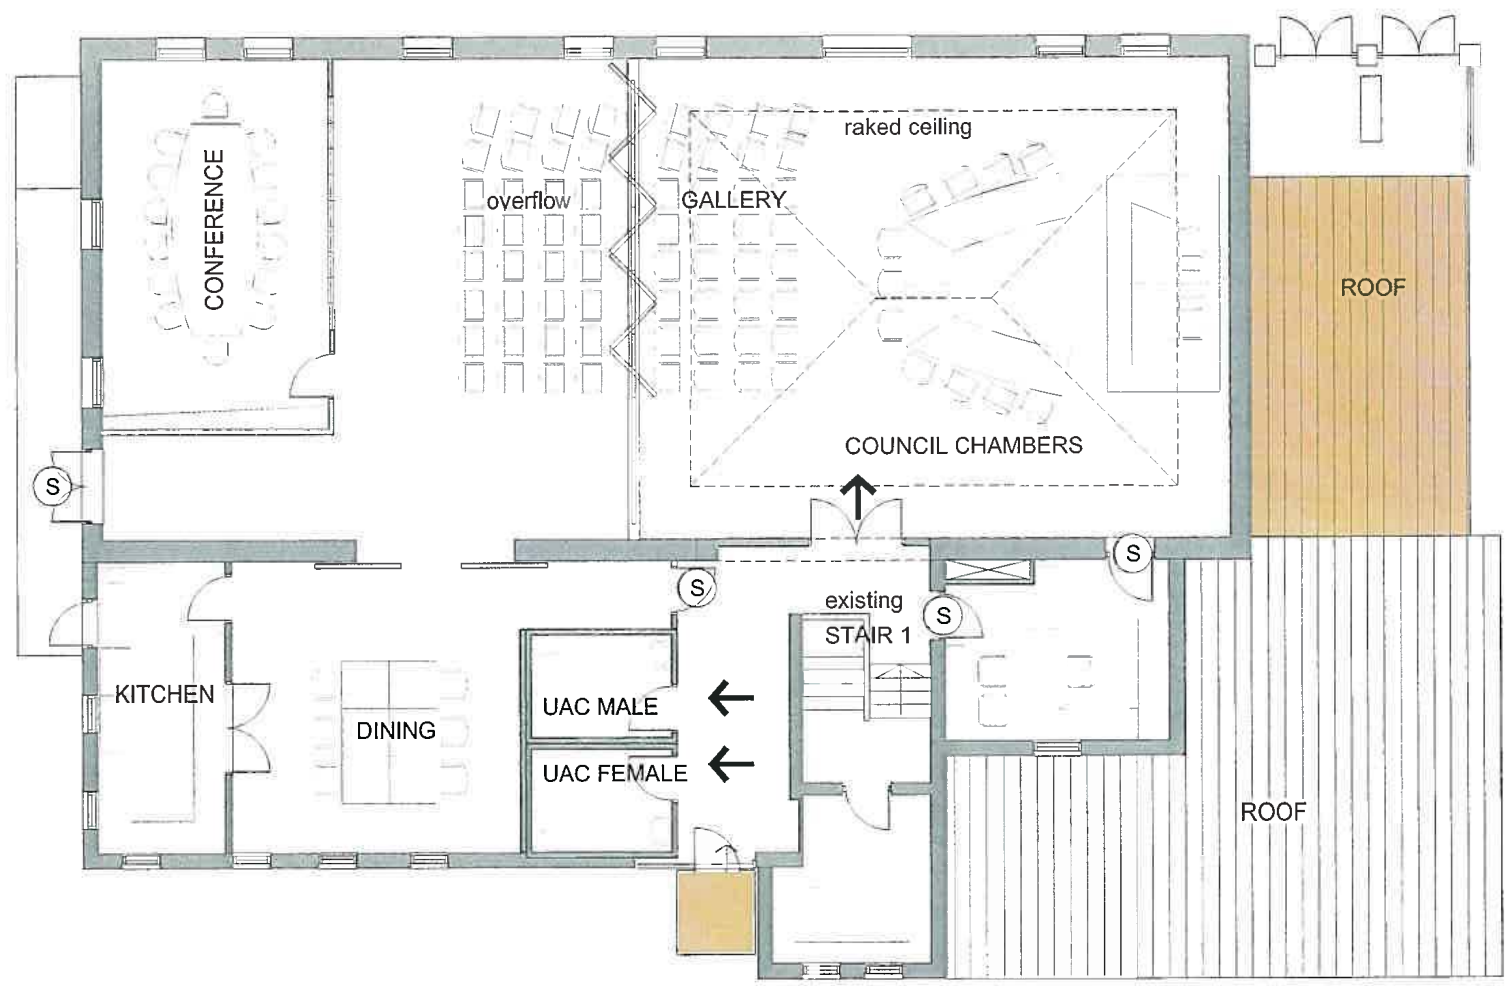 raked ceiling
CONFERENCE
overflow
GALLERY
ROOF
COUNCIL CHAMBERS
S
S
S
existing
STAIR 1
S
KITCHEN
UAC MALE
DINING
UAC FEMALE
ROOF